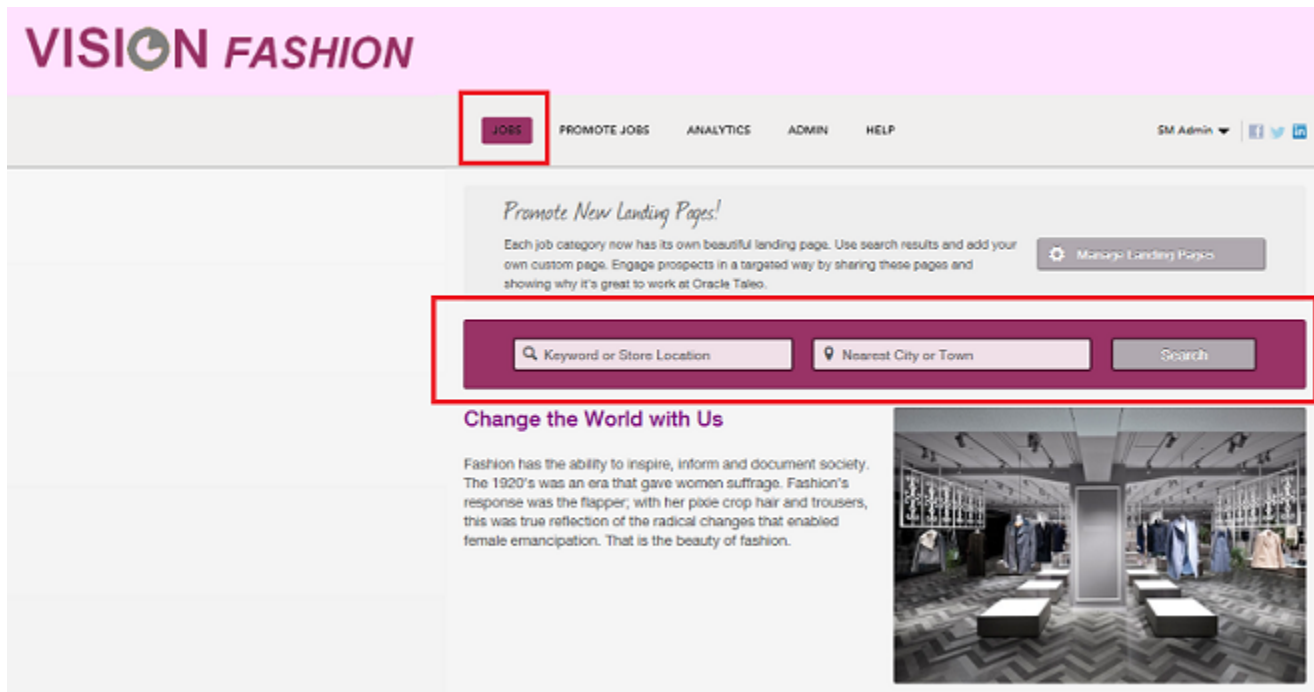 VISION FASHION
JOBS PROMOTE JOBS ANALYTICS ADMIN HELP SM Admin
Promote New Landing Pages!
Each job category now has its own beautiful landing page. Use search results and add your
own custom page. Engage prospects in a targeted way by sharing these pages and
showing why it's great to work at Oracle Taleo.
Manage Landing Pages
Keyword or Store Location Nearest City or Town Search
Change the World with Us
Fashion has the ability to inspire, inform and document society.
The 1920's was an era that gave women suffrage. Fashion's
response was the flapper; with her pixie crop hair and trousers,
this was true reflection of the radical changes that enabled
female emancipation. That is the beauty of fashion.